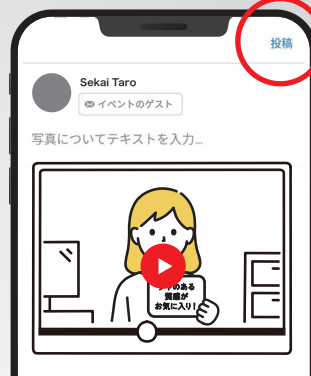 投稿
Sekai Taro
イベントのゲスト
写真についてテキストを入力...
のある
質感が
お気に入り!